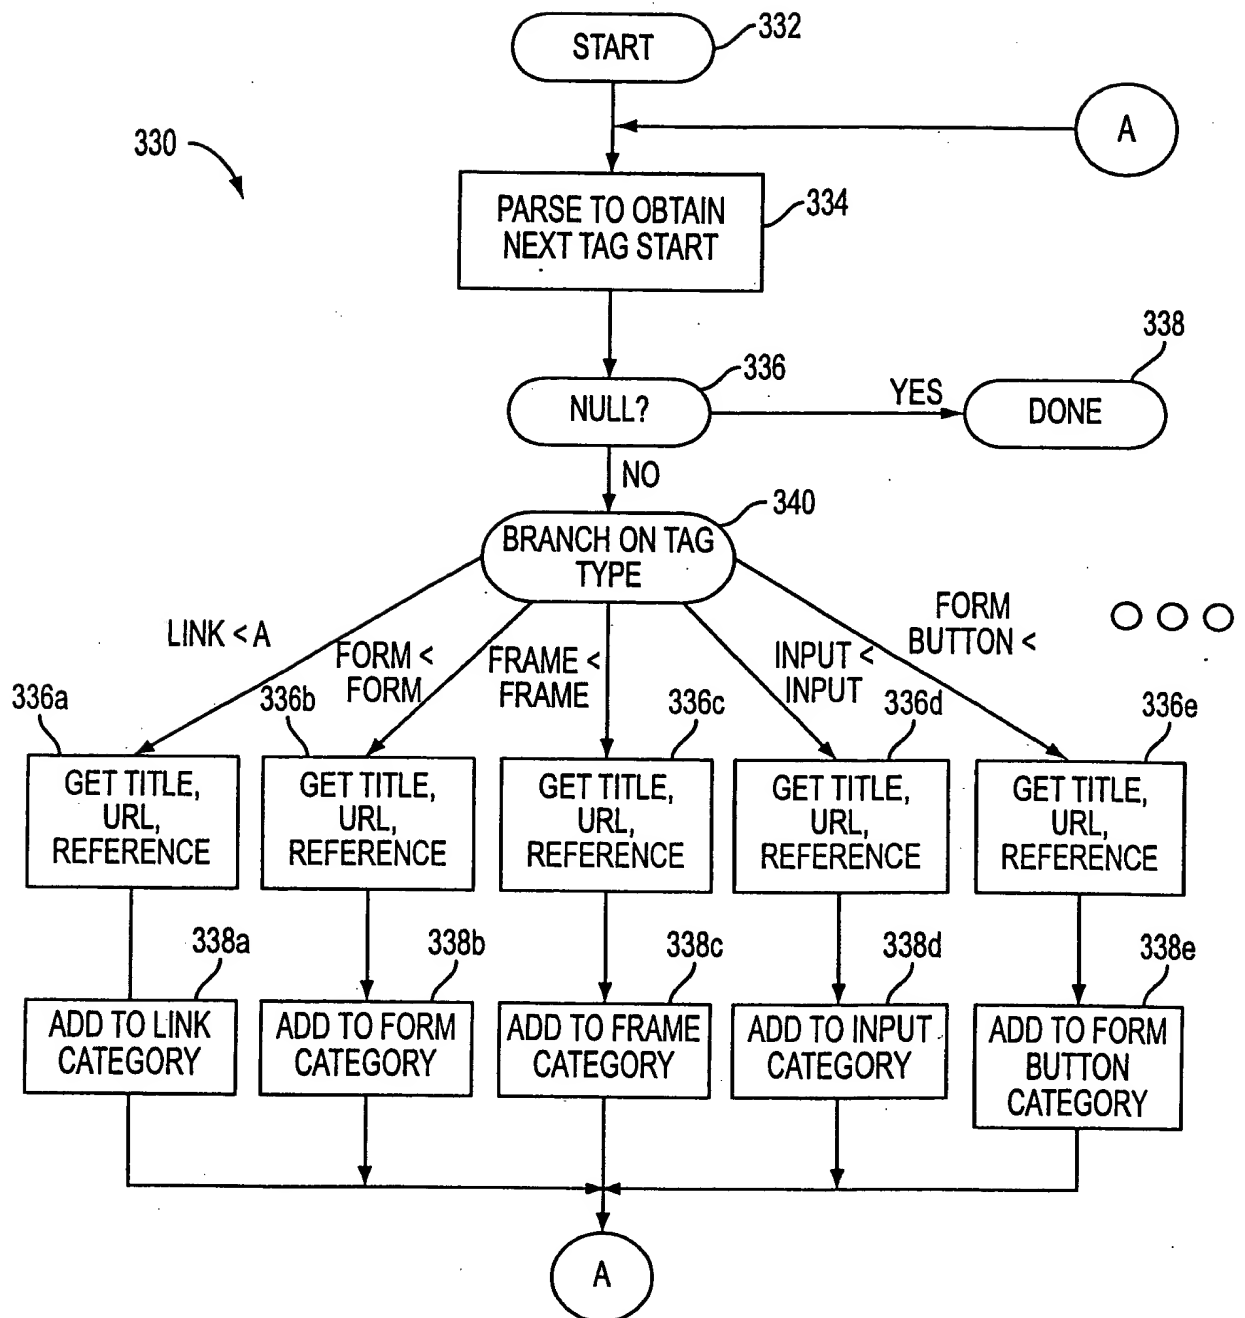 START
332
A
330
PARSE TO OBTAIN
NEXT TAG START
334
NULL?
336
YES
DONE
338
NO
BRANCH ON TAG
TYPE
340
LINK < A
FORM <
FORM
FRAME <
FRAME
INPUT <
INPUT
FORM
BUTTON <
336a
GET TITLE,
URL,
REFERENCE
336b
GET TITLE,
URL,
REFERENCE
336c
GET TITLE,
URL,
REFERENCE
336d
GET TITLE,
URL,
REFERENCE
336e
GET TITLE,
URL,
REFERENCE
338a
ADD TO LINK
CATEGORY
338b
ADD TO FORM
CATEGORY
338c
ADD TO FRAME
CATEGORY
338d
ADD TO INPUT
CATEGORY
338e
ADD TO FORM
BUTTON
CATEGORY
A